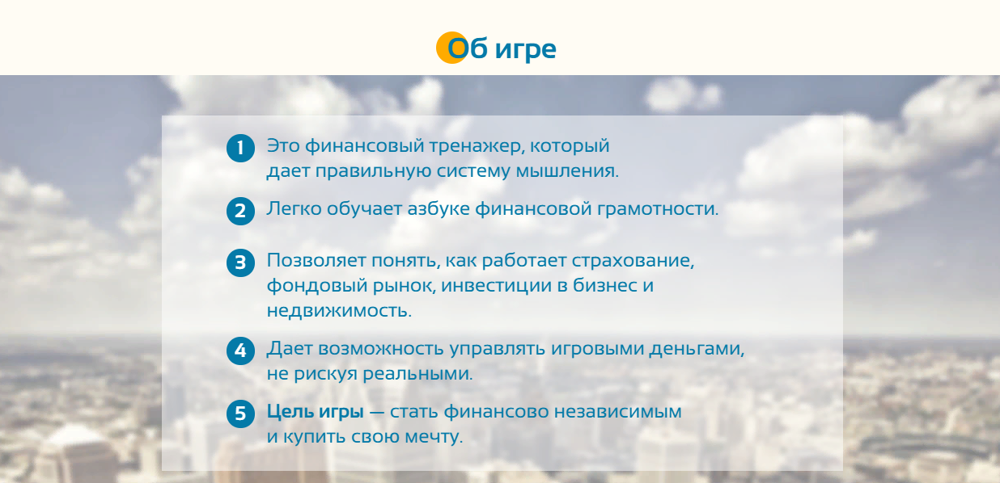 Об игре
1 Это финансовый тренажер, который
дает правильную систему мышления.
2 Легко обучает азбуке финансовой грамотности.
3 Позволяет понять, как работает страхование,
фондовый рынок, инвестиции в бизнес и
недвижимость.
4 Дает возможность управлять игровыми деньгами,
не рискуя реальными.
5 Цель игры — стать финансово независимым
и купить свою мечту.